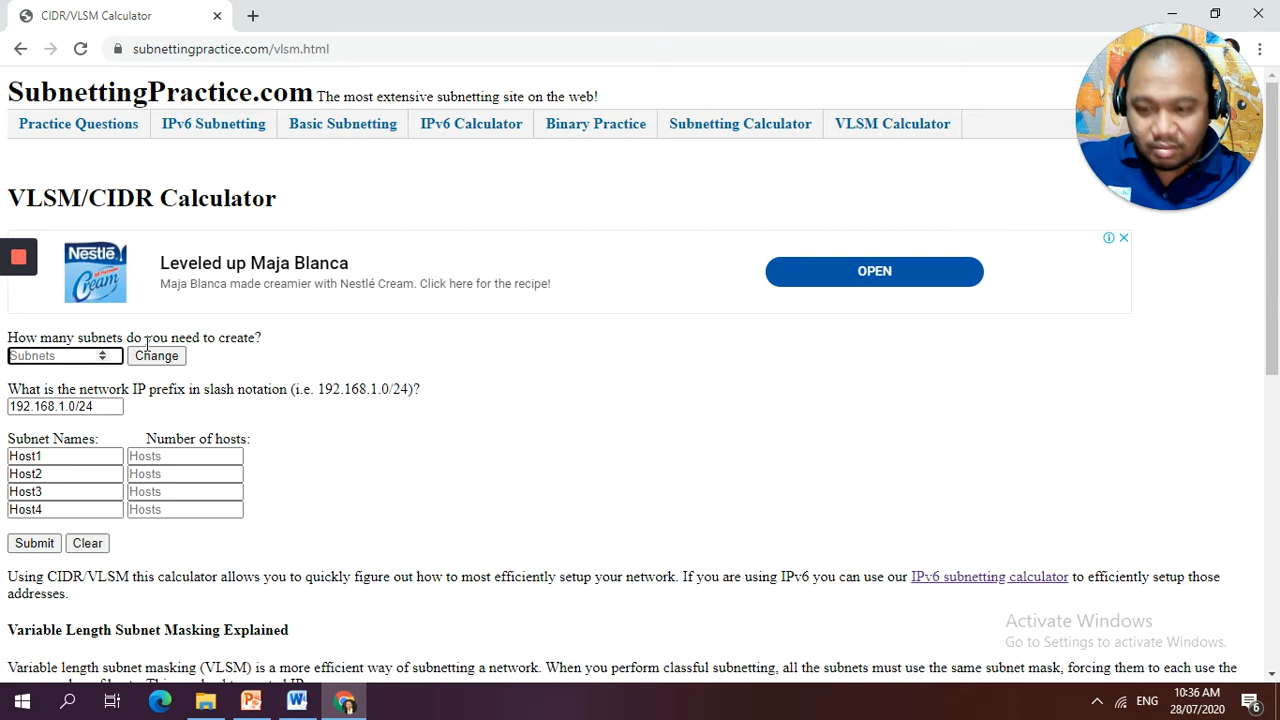 CIDR/VLSM Calculator
subnettingpractice.com/vlsm.html
SubnettingPractice.com The most extensive subnetting site on the web!
Practice Questions IPv6 Subnetting Basic Subnetting IPv6 Calculator Binary Practice Subnetting Calculator VLSM Calculator
VLSM/CIDR Calculator
Nestlé
Cream
Leveled up Maja Blanca
Maja Blanca made creamier with Nestlé Cream. Click here for the recipe!
OPEN
How many subnets do you need to create?
Subnets Change
What is the network IP prefix in slash notation (i.e. 192.168.1.0/24)?
192.168.1.0/24
Subnet Names: Number of hosts:
Host1 Hosts
Host2 Hosts
Host3 Hosts
Host4 Hosts
Submit Clear
Using CIDR/VLSM this calculator allows you to quickly figure out how to most efficiently setup your network. If you are using IPv6 you can use our IPv6 subnetting calculator to efficiently setup those
addresses.
Variable Length Subnet Masking Explained
Variable length subnet masking (VLSM) is a more efficient way of subnetting a network. When you perform classful subnetting, all the subnets must use the same subnet mask, forcing them to each use the
Activate Windows
Go to Settings to activate Windows.
ENG
10:36 AM
28/07/2020
6